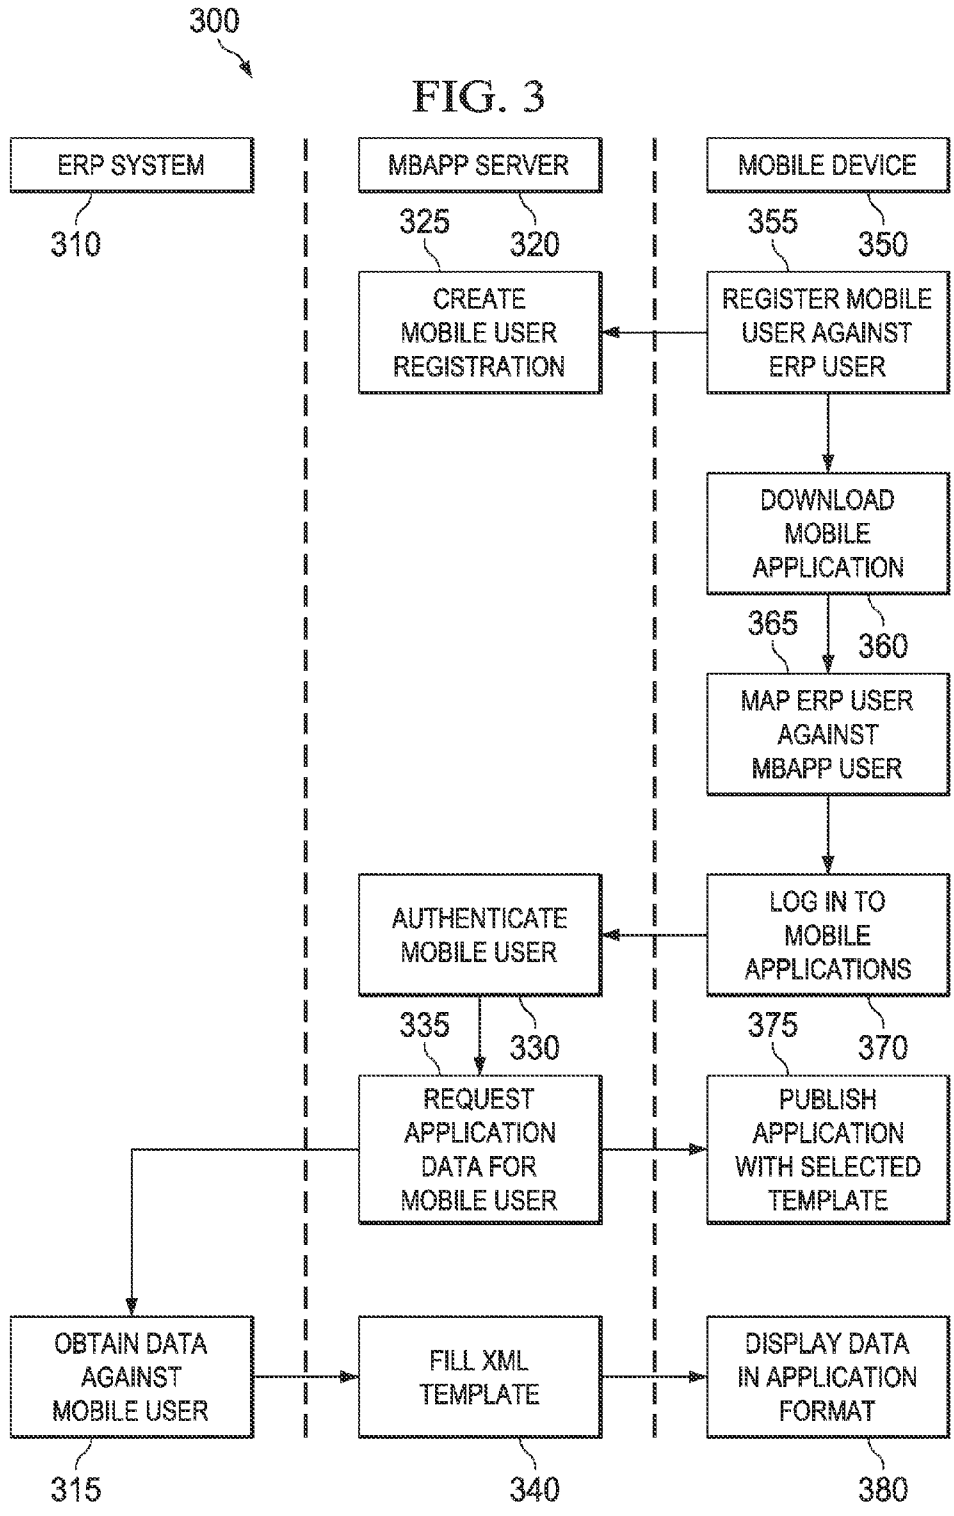 300
FIG. 3
ERP SYSTEM
MBAPP SERVER
MOBILE DEVICE
310
325
320
355
350
CREATE
MOBILE USER
REGISTRATION
REGISTER MOBILE
USER AGAINST
ERP USER
DOWNLOAD
MOBILE
APPLICATION
365
360
MAP ERP USER
AGAINST
MBAPP USER
AUTHENTICATE
MOBILE USER
LOG IN TO
MOBILE
APPLICATIONS
335
330
375
370
REQUEST
APPLICATION
DATA FOR
MOBILE USER
PUBLISH
APPLICATION
WITH SELECTED
TEMPLATE
OBTAIN DATA
AGAINST
MOBILE USER
FILL XML
TEMPLATE
DISPLAY DATA
IN APPLICATION
FORMAT
315
340
380